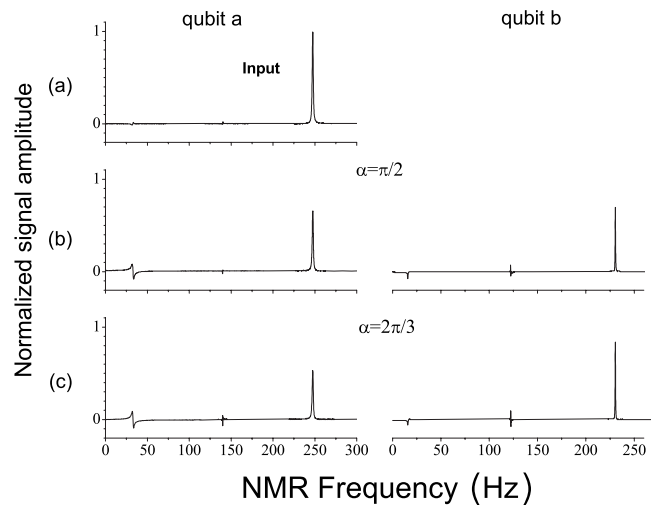 qubit a
qubit b
Normalized signal amplitude
(a)
1
0
Input
α=π/2
(b)
1
0
(c)
α=2π/3
1
0
0 50 100 150 200 250 300
0 50 100 150 200 250
NMR Frequency (Hz)